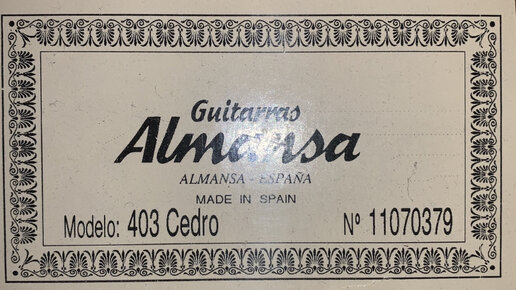 Guitarras
Almansa
ALMANSA - ESPAÑA
MADE IN SPAIN
Modelo: 403 Cedro Nº 11070379